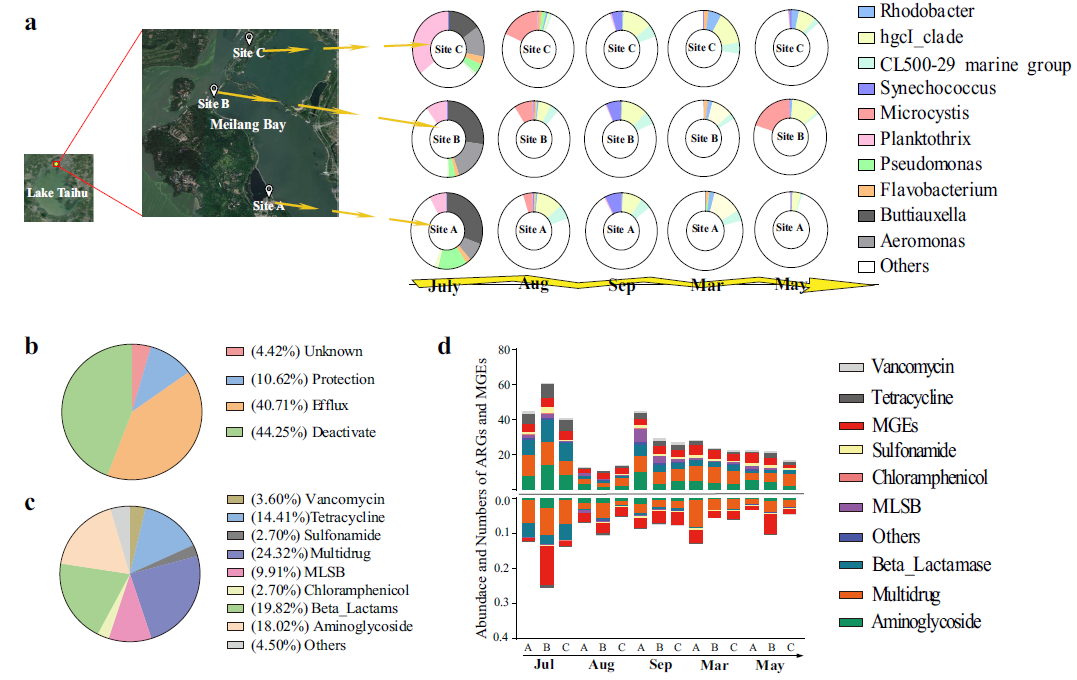 a
Site C
Site B
Meilang Bay
Site A
Lake Taihu
Site C
Site C
Site C
Site C
Site C
Site B
Site B
Site B
Site B
Site B
Site A
Site A
Site A
Site A
Site A
July
Aug
Sep
Mar
May
Rhodobacter
hgcI_clade
CL500-29 marine group
Synechococcus
Microcystis
Planktothrix
Pseudomonas
Flavobacterium
Buttiauxella
Aeromonas
Others
b
(4.42%) Unknown
(10.62%) Protection
(40.71%) Efflux
(44.25%) Deactivate
c
(3.60%) Vancomycin
(14.41%)Tetracycline
(2.70%) Sulfonamide
(24.32%) Multidrug
(9.91%) MLSB
(2.70%) Chloramphenicol
(19.82%) Beta_Lactams
(18.02%) Aminoglycoside
(4.50%) Others
d
Abundace and Numbers of ARGs and MGEs
80
60
40
20
0.0
0.1
0.2
0.3
0.4
A B C A B C A B C A B C A B C
Jul Aug Sep Mar May
Vancomycin
Tetracycline
MGEs
Sulfonamide
Chloramphenicol
MLSB
Others
Beta_Lactamase
Multidrug
Aminoglycoside